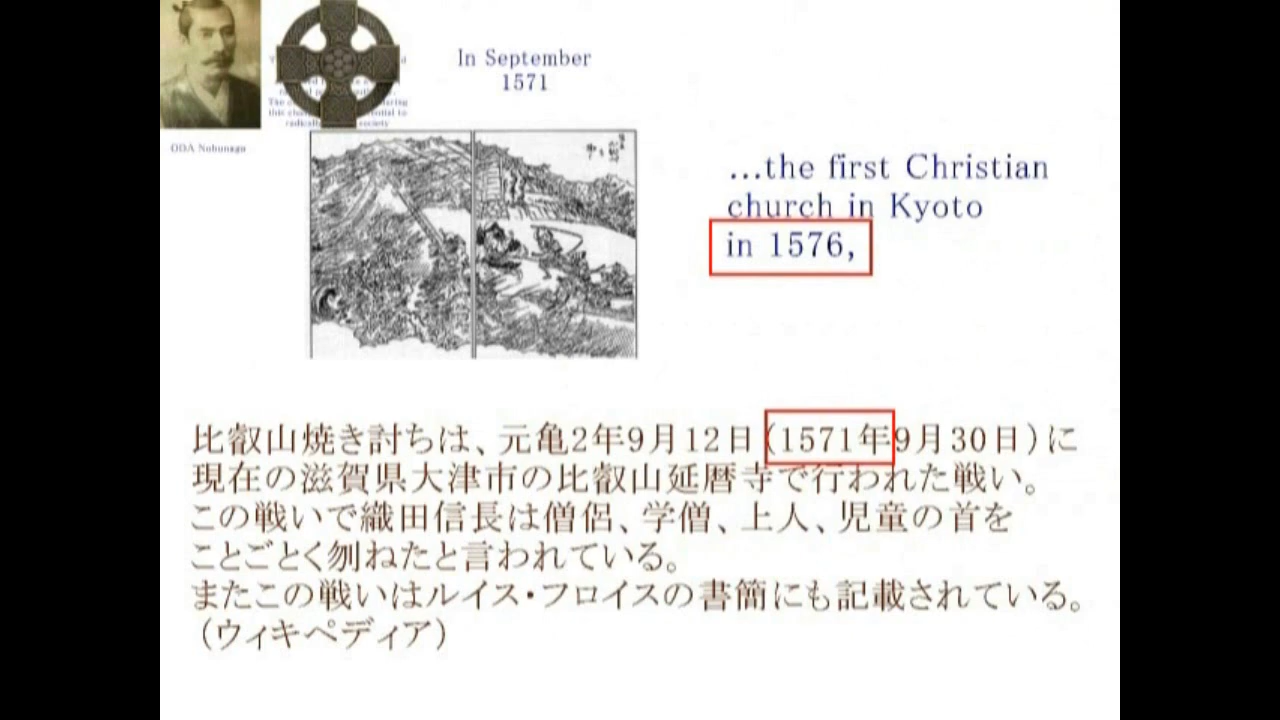 In September
1571
The c
this chu
ential to
radically
society
ODA Nobunaga
...the first Christian
church in Kyoto
in 1576,
比叡山焼き討ちは、元亀2年9月12日(1571年9月30日)に
現在の滋賀県大津市の比叡山延暦寺で行われた戦い。
この戦いで織田信長は僧侶、学僧、上人、児童の首を
ことごとく刎ねたと言われている。
またこの戦いはルイス・フロイスの書簡にも記載されている。
(ウィキペディア)